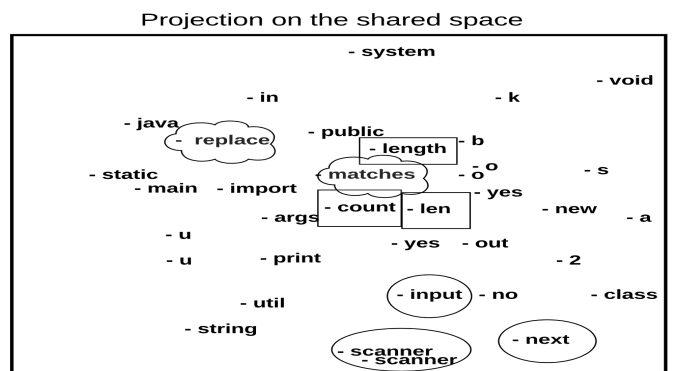 Projection on the shared space
- system
- void
- in
- k
- java
- public
- replace
- length
- b
- o
- static
- matches
- o
- s
- main
- import
- yes
- count
- len
- new
- args
- a
- u
- yes
- out
- u
- print
- 2
- input
- no
- class
- util
- string
- next
- scanner
- scanner